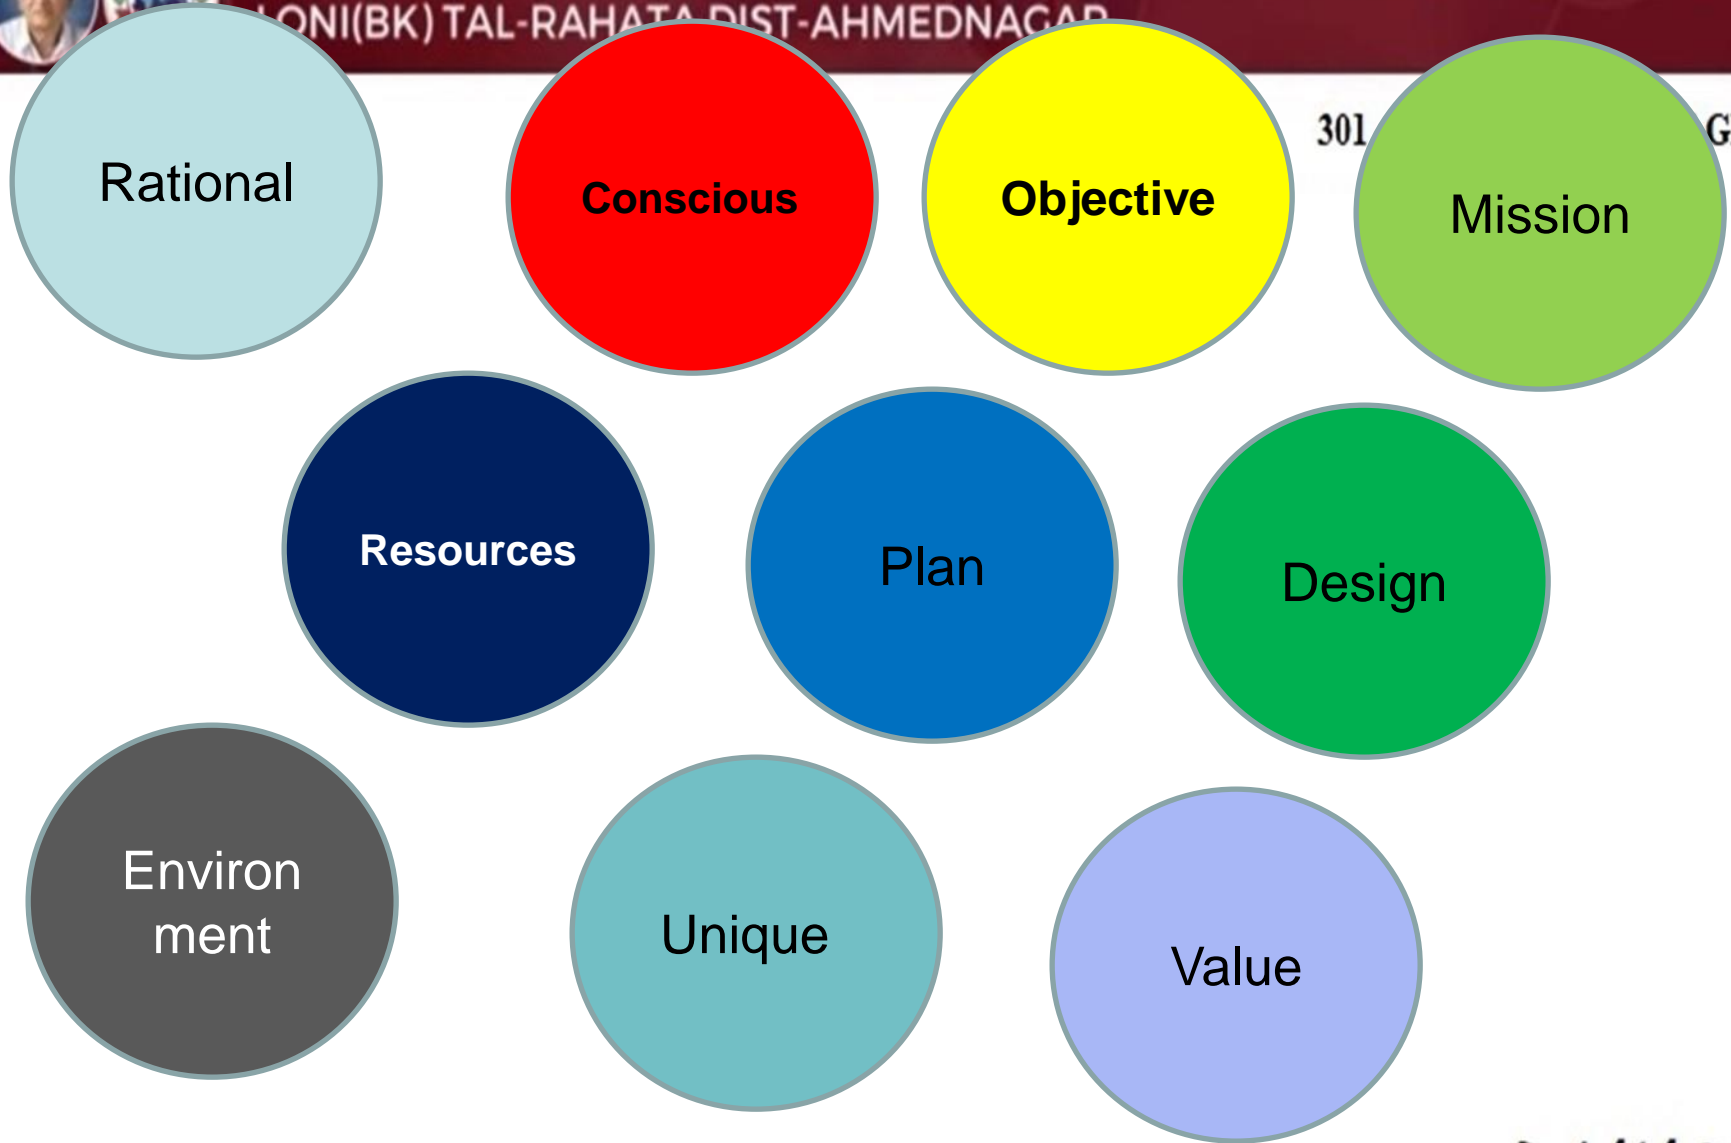 LONI(BK) TAL-RAHATA DIST-AHMEDNAGAR
301
Rational
Conscious
Objective
Mission
Resources
Plan
Design
Environ
ment
Unique
Value